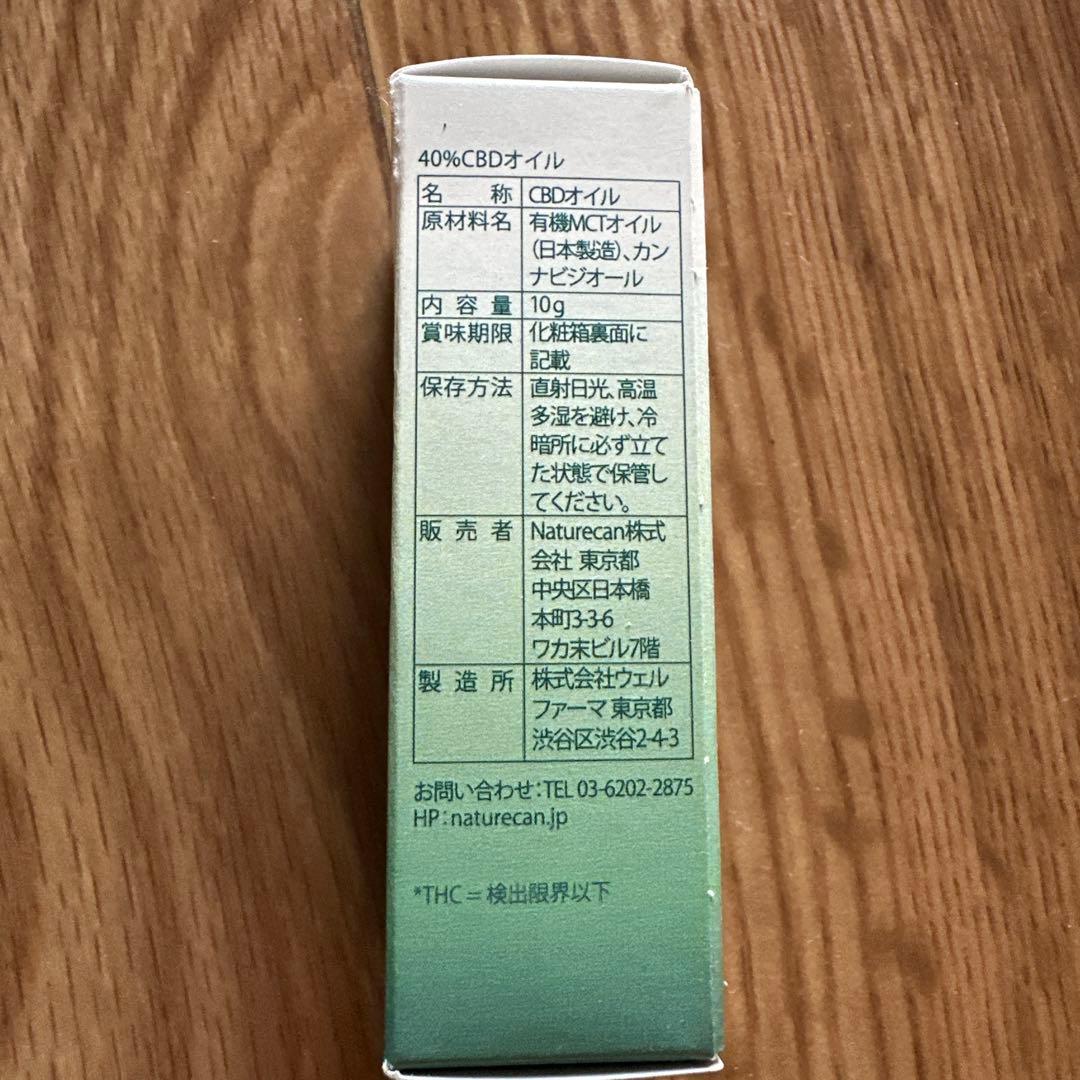 40%CBDオイル
名称 CBDオイル
原材料名 有機MCTオイル
(日本製造)、カン
ナビジオール
内容量 10g
賞味期限 化粧箱裏面に
記載
保存方法 直射日光、高温
多湿を避け、冷
暗所に必ず立て
た状態で保管し
てください。
販売者 Naturecan株式
会社 東京都
中央区日本橋
本町3-3-6
ワカ末ビル7階
製造所 株式会社ウェル
ファーマ 東京都
渋谷区渋谷2-4-3
お問い合わせ:TEL 03-6202-2875
HP:naturecan.jp
*THC=検出限界以下